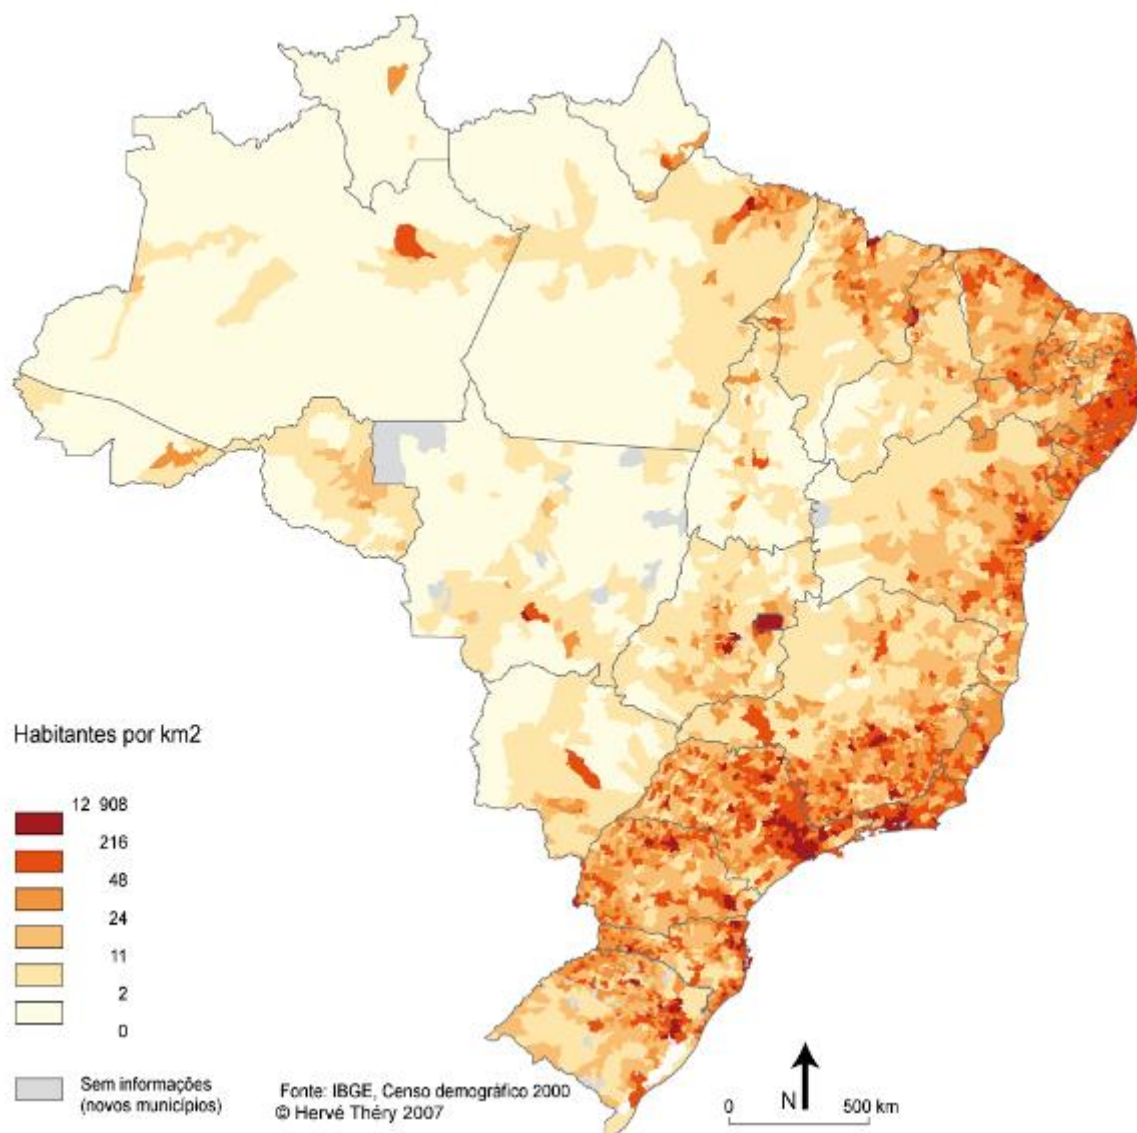 Habitantes por km2
12 908
216
48
24
11
2
0
Sem informações
(novos municípios)
Fonte: IBGE, Censo demográfico 2000
© Hervé Théry 2007
N
0 500 km